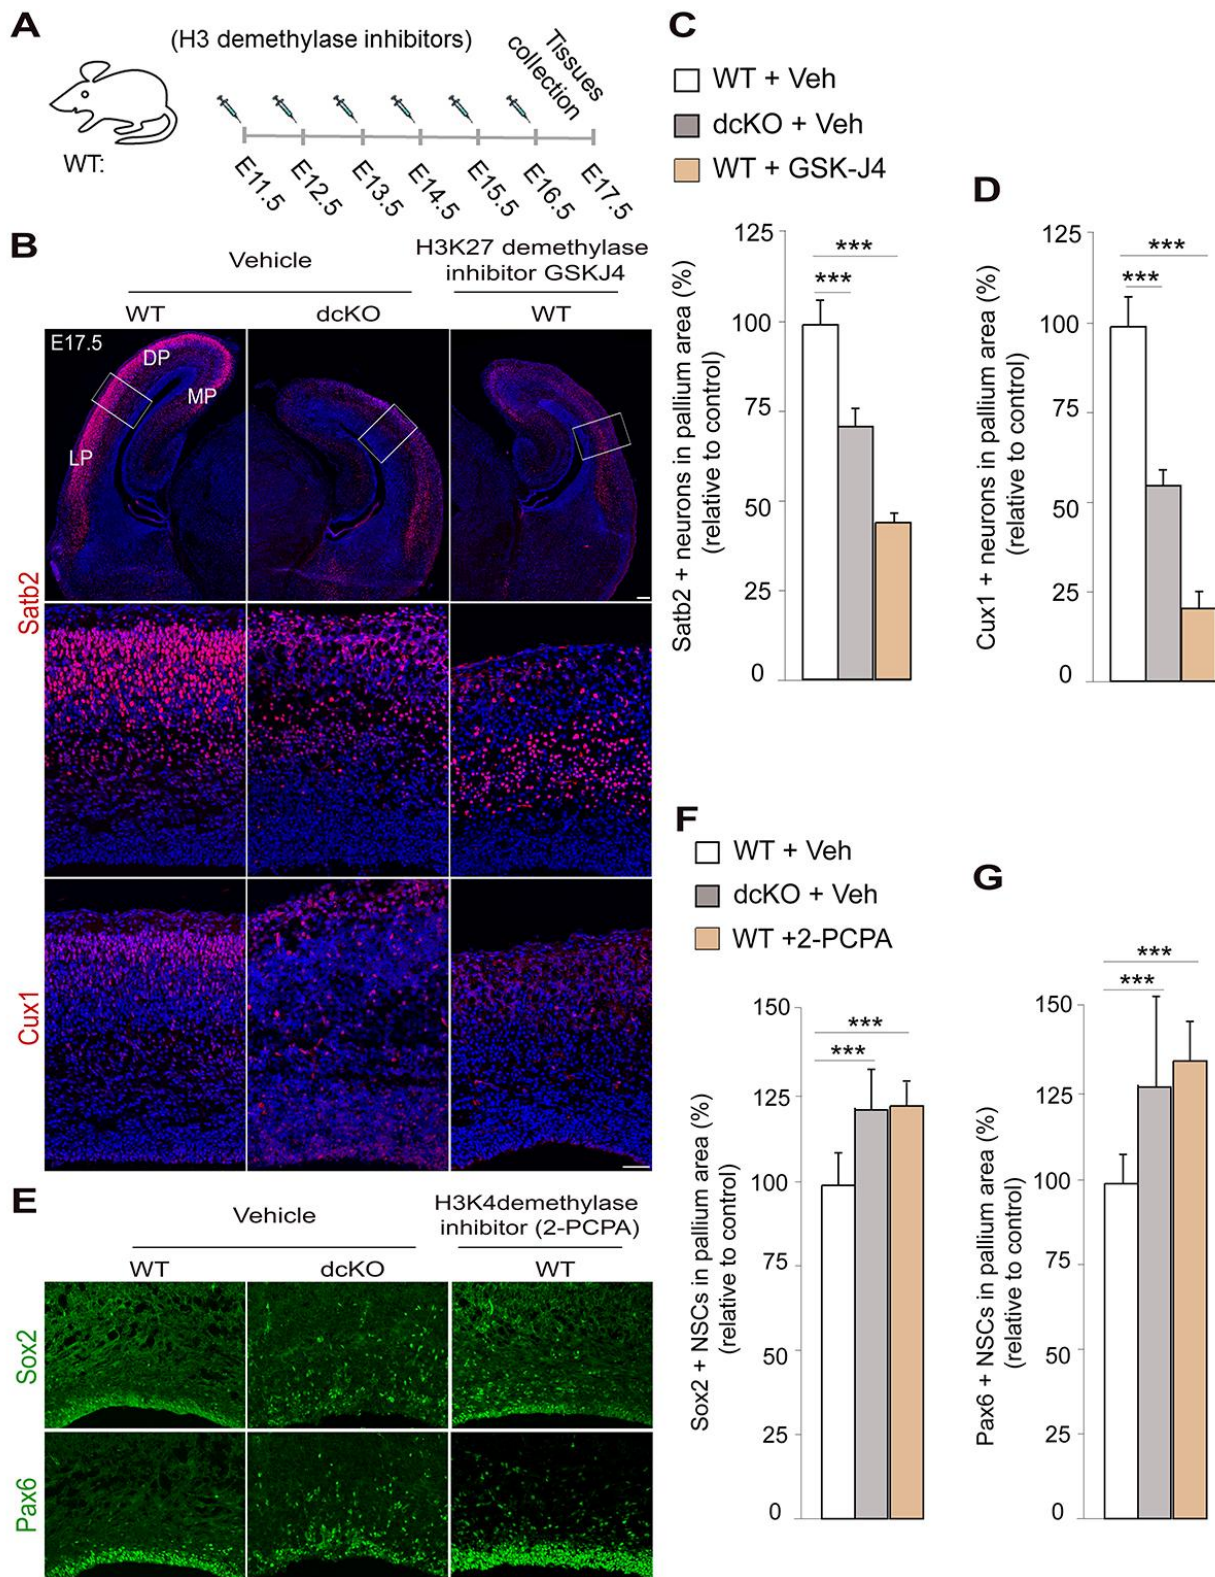 A
(H3 demethylase inhibitors)
Tissues
collection
WT:
E11.5
E12.5
E13.5
E14.5
E15.5
E16.5
E17.5
B
Vehicle
H3K27 demethylase
inhibitor GSKJ4
WT
dcKO
WT
E17.5
DP
MP
LP
Satb2
Cux1
C
WT + Veh
dcKO + Veh
WT + GSK-J4
Satb2 + neurons in pallium area (%)
(relative to control)
125
100
75
50
25
0
***
***
D
Cux1 + neurons in pallium area (%)
(relative to control)
125
100
75
50
25
0
***
***
E
Vehicle
H3K4demethylase
inhibitor (2-PCPA)
WT
dcKO
WT
Sox2
Pax6
F
WT + Veh
dcKO + Veh
WT +2-PCPA
Sox2 + NSCs in pallium area (%)
(relative to control)
150
125
100
75
50
25
0
***
***
G
Pax6 + NSCs in pallium area (%)
(relative to control)
150
125
100
75
50
25
0
***
***